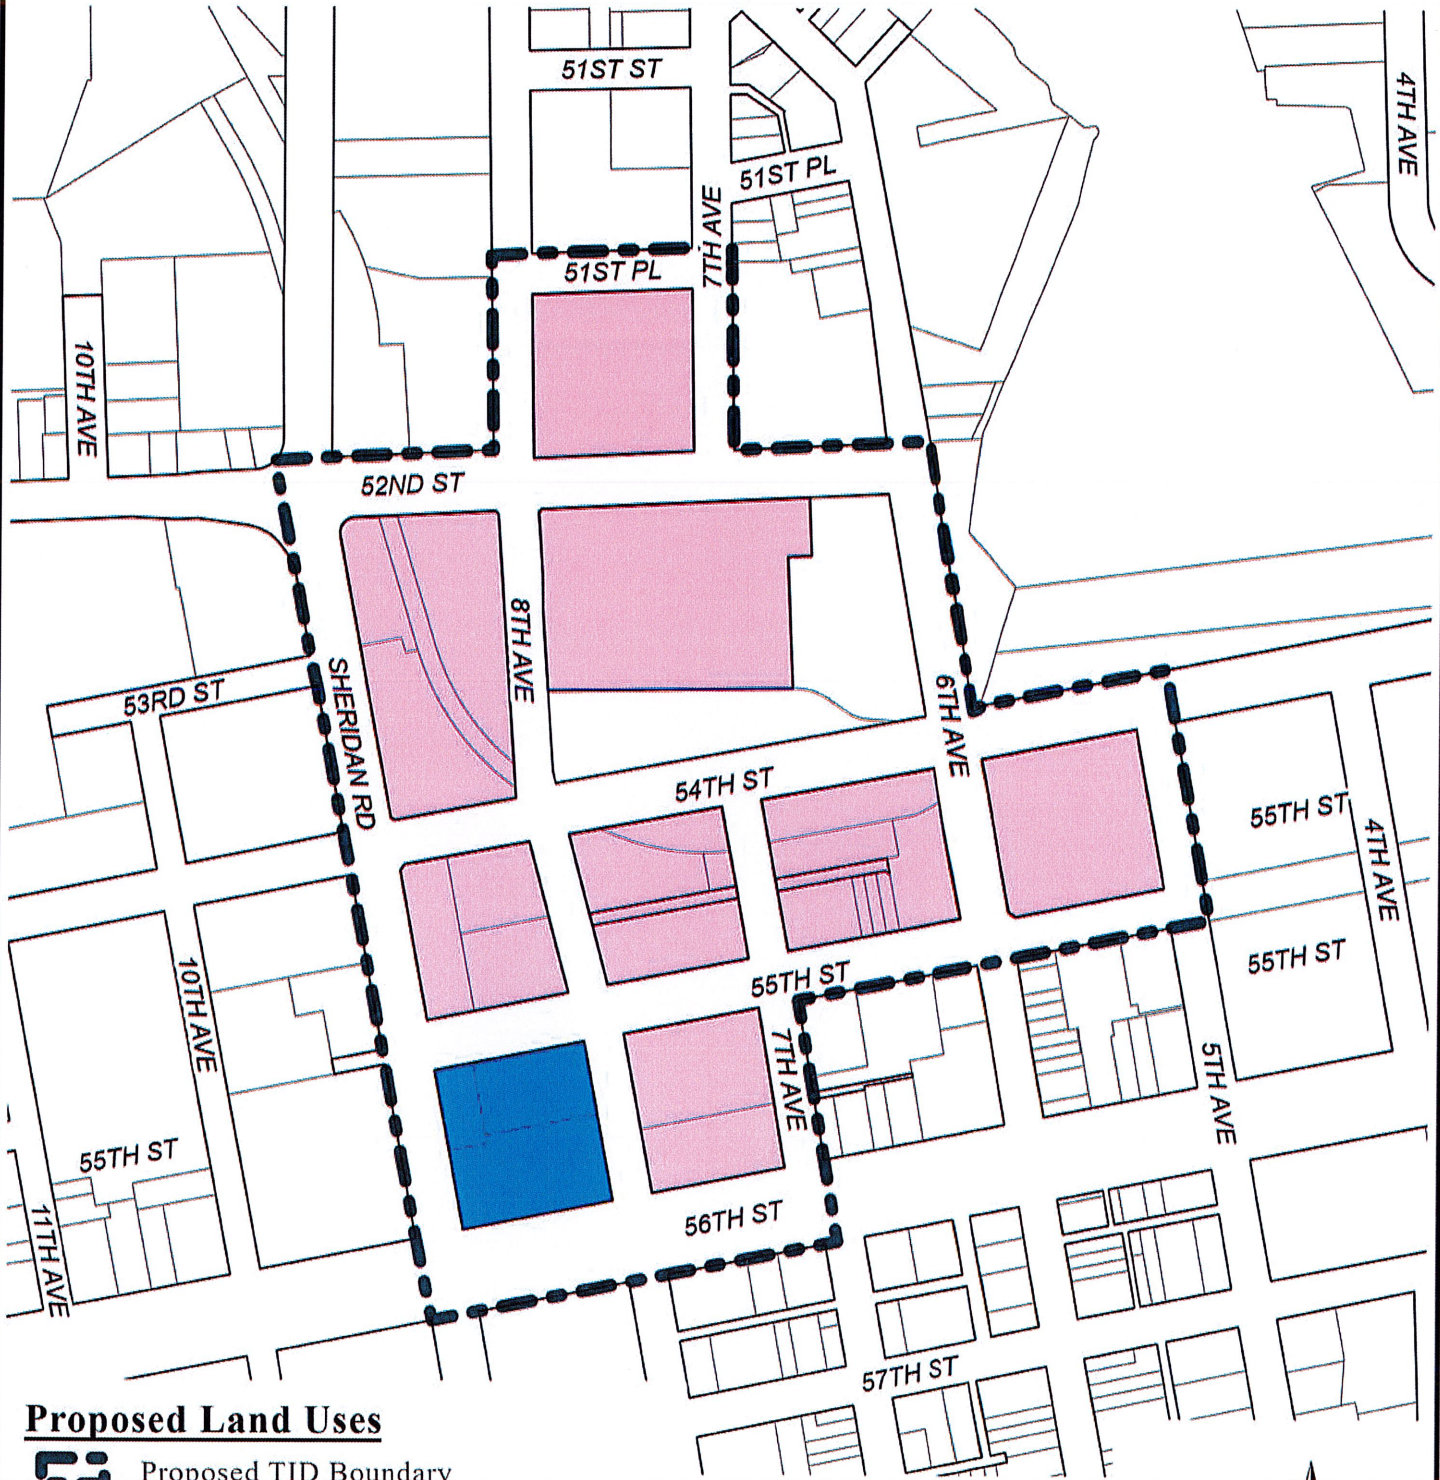 51ST ST
4TH AVE
51ST PL
7TH AVE
51ST PL
10TH AVE
52ND ST
8TH AVE
53RD ST
SHERIDAN RD
6TH AVE
54TH ST
55TH ST
4TH AVE
55TH ST
55TH ST
10TH AVE
7TH AVE
5TH AVE
55TH ST
11TH AVE
56TH ST
57TH ST
Proposed Land Uses
Proposed TID Boundary